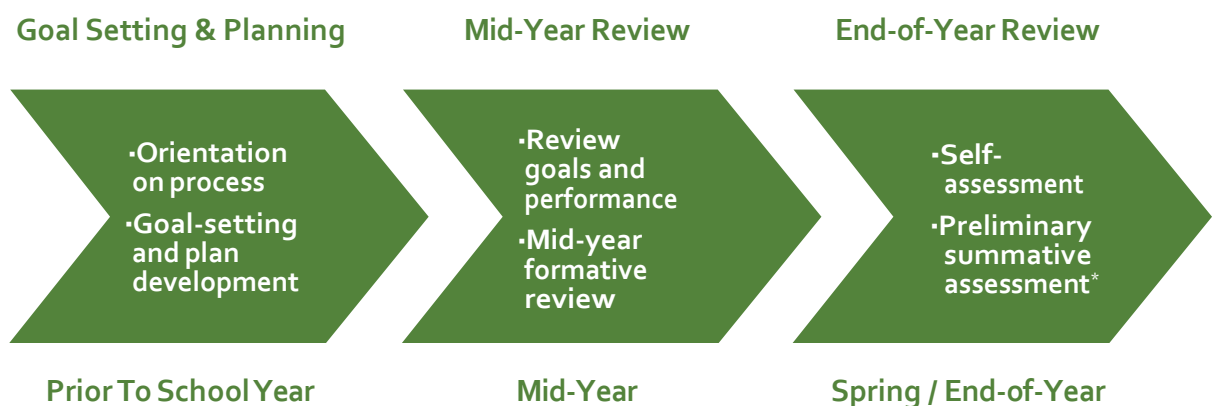 Goal Setting & Planning
Mid-Year Review
End-of-Year Review
▪Orientation
on process
▪Goal-setting
and plan
development
▪Review
goals and
performance
▪Mid-year
formative
review
▪Self-
assessment
▪Preliminary
summative
assessment*
Prior To School Year
Mid-Year
Spring / End-of-Year